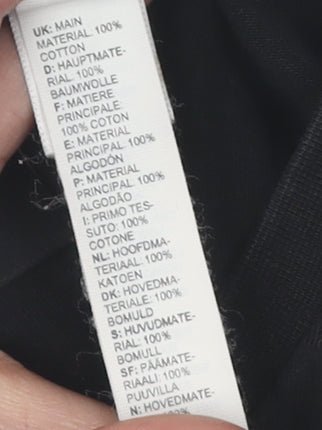 UK: MAIN
MATERIAL: 100%
COTTON
D: HAUPTMATE-
RIAL: 100%
BAUMWOLLE
F: MATIERE
PRINCIPALE:
100% COTON
E: MATERIAL
PRINCIPAL: 100%
ALGODÓN
P: MATERIAL
PRINCIPAL: 100%
ALGODÃO
I: PRIMO TES-
SUTO: 100%
COTONE
NL: HOOFDMA-
TERIAAL: 100%
KATOEN
DK: HOVEDMA-
TERIALE: 100%
BOMULD
S: HUVUDMATE-
RIAL: 100%
BOMULL
SF: PÄÄMATE-
RIAALI: 100%
PUUVILLA
N: HOVEDMATE-
100%